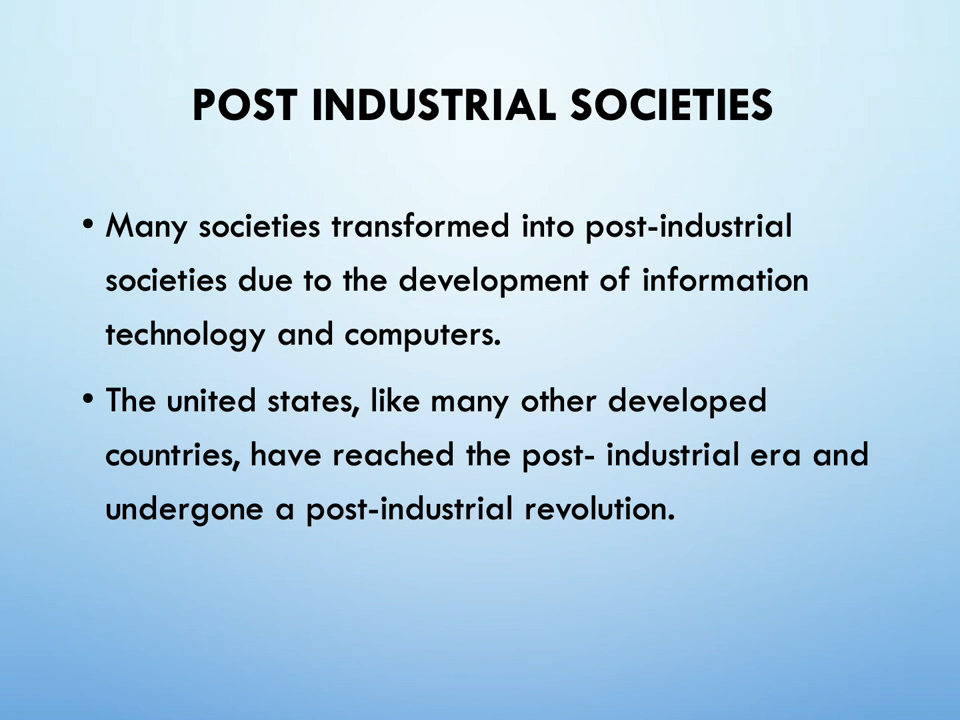 POST INDUSTRIAL SOCIETIES
• Many societies transformed into post-industrial
societies due to the development of information
technology and computers.
• The united states, like many other developed
countries, have reached the post- industrial era and
undergone a post-industrial revolution.